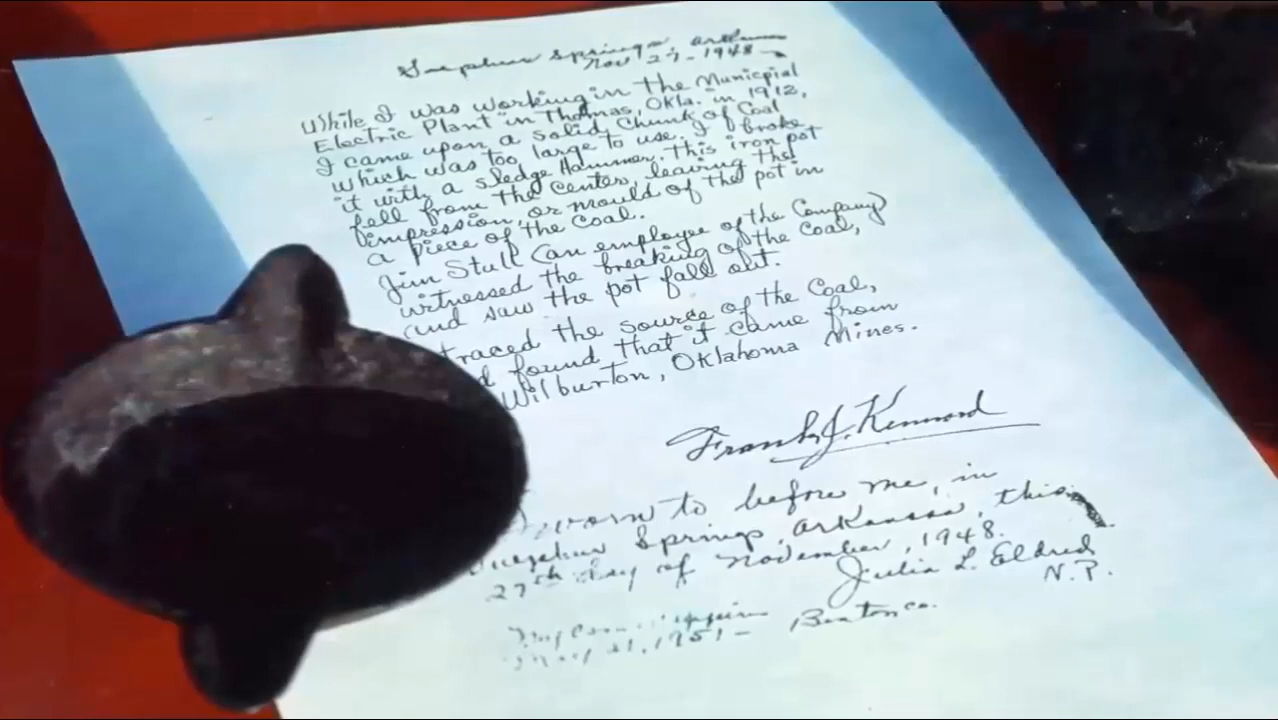 Sulphur Springs, Arkansas
Nov 27-1948-
While I was working in the Municpial
Electric Plant in Thomas, Okla. in 1912,
I came upon a solid chunk of Coal
which was too large to use. I broke
it with a sledge Hammer. This iron pot
fell from the center, leaving the
impression, or mould of the pot in
a piece of the Coal.
Jim Stull (an employee of the Company)
witnessed the breaking of the Coal,
and saw the pot fall out.
traced the source of the Coal,
found that it came from
Wilburton, Oklahoma Mines.
Frank J. Kennard
Sworn to before me, in
Sulphur Springs, Arkansas, this
27th day of November, 1948.
Julia L. Eldred
N.P.
1951- Benton co.